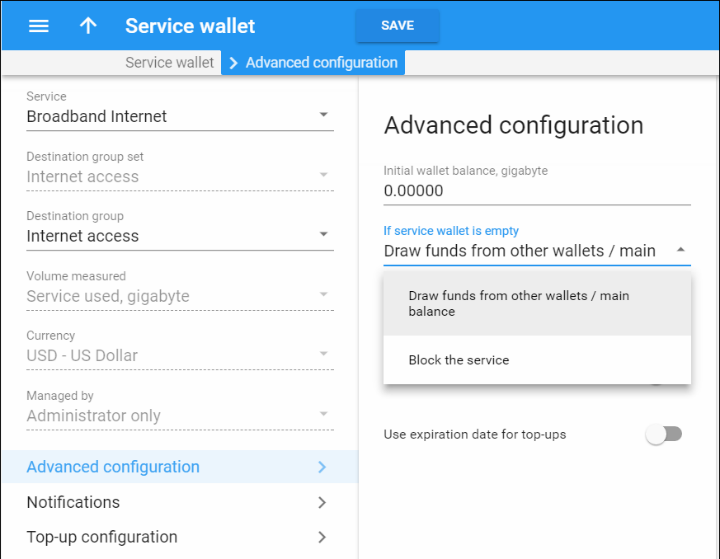 Service wallet
SAVE
Service wallet
Advanced configuration
Service
Broadband Internet
Destination group set
Internet access
Destination group
Internet access
Volume measured
Service used, gigabyte
Currency
USD - US Dollar
Managed by
Administrator only
Advanced configuration
Notifications
Top-up configuration
Advanced configuration
Initial wallet balance, gigabyte
0.00000
If service wallet is empty
Draw funds from other wallets / main
Draw funds from other wallets / main
balance
Block the service
Use expiration date for top-ups